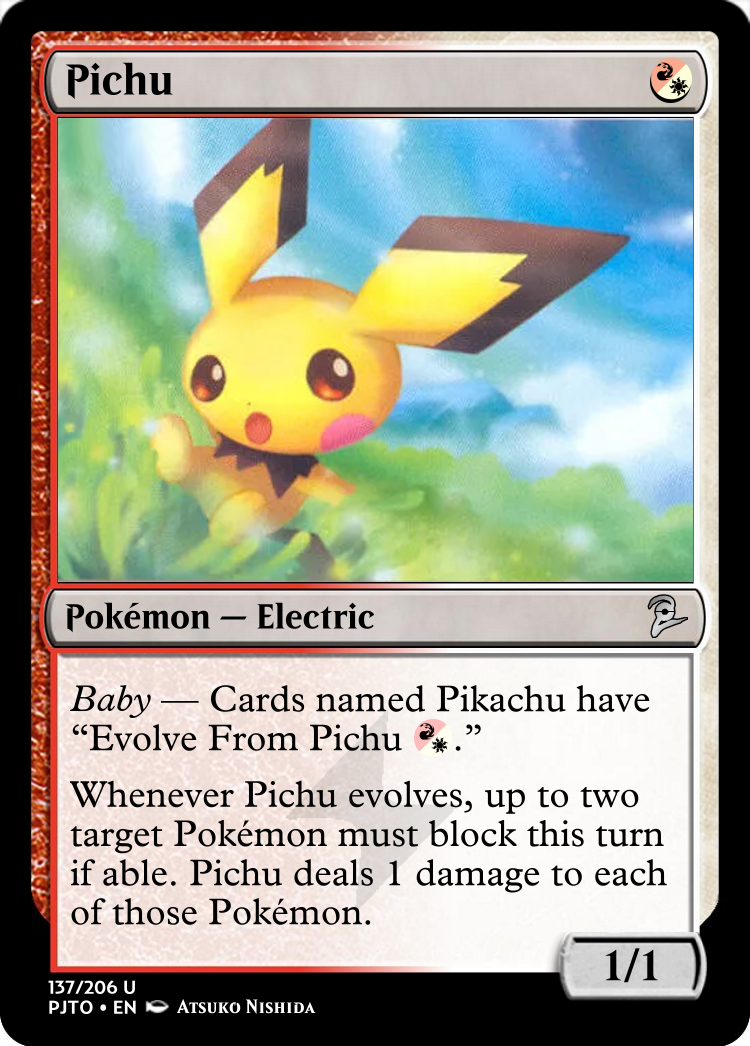 Pichu
Pokémon — Electric
Baby — Cards named Pikachu have
“Evolve From Pichu .”
Whenever Pichu evolves, up to two
target Pokémon must block this turn
if able. Pichu deals 1 damage to each
of those Pokémon.
1/1
137/206 U
PJTO • EN Atsuko Nishida